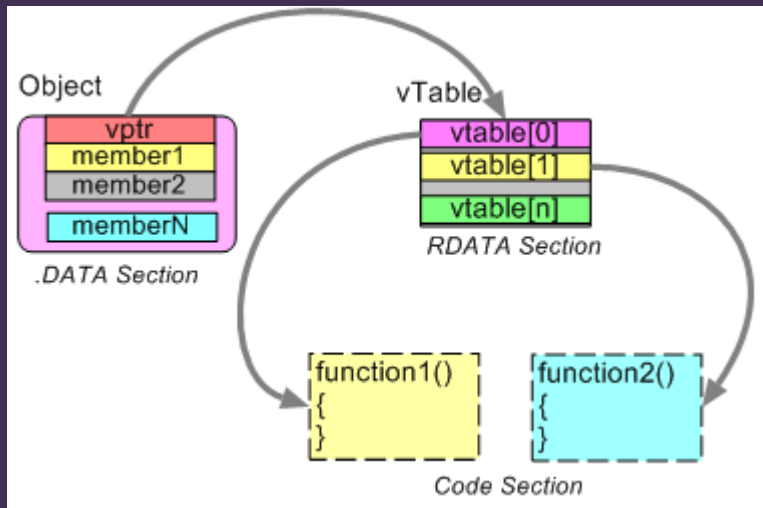 Object
vptr
member1
member2
memberN
.DATA Section
vTable
vtable[0]
vtable[1]
vtable[n]
RDATA Section
function1()
{
}
function2()
{
}
Code Section